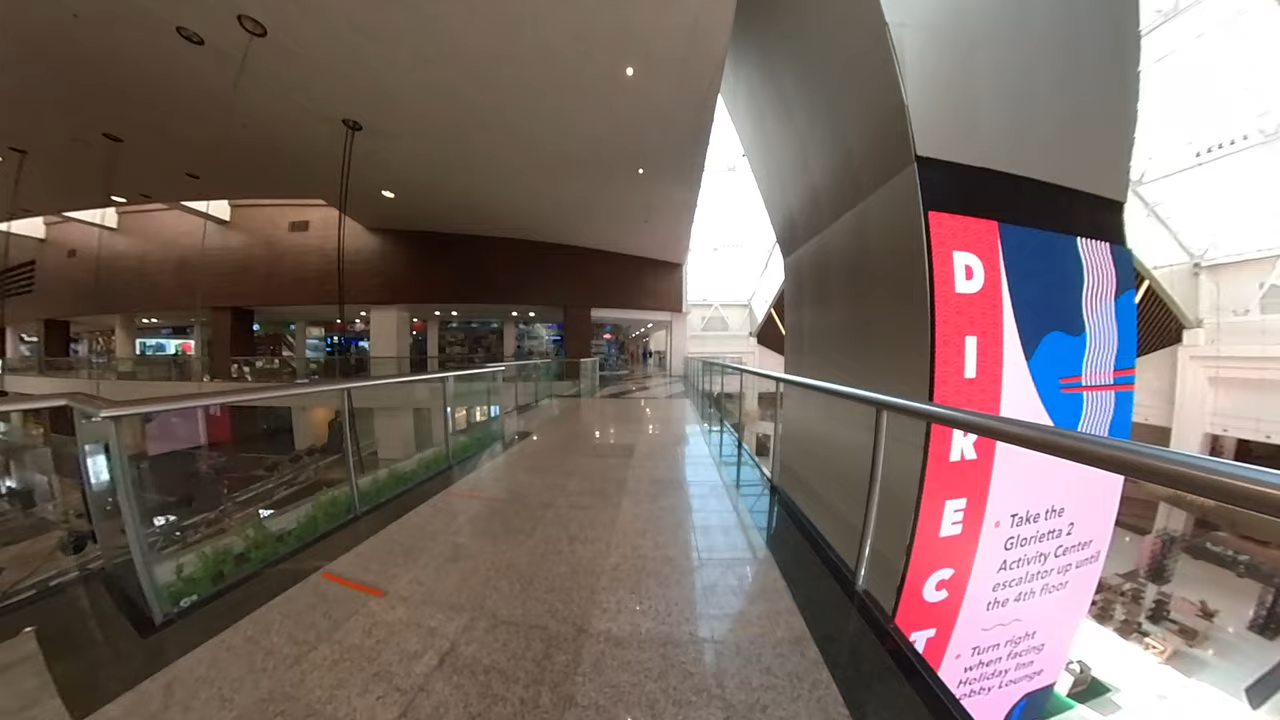 DIRECT
• Take the
Glorietta 2
Activity Center
escalator up until
the 4th floor
• Turn right
when facing
Holiday Inn
Lobby Lounge